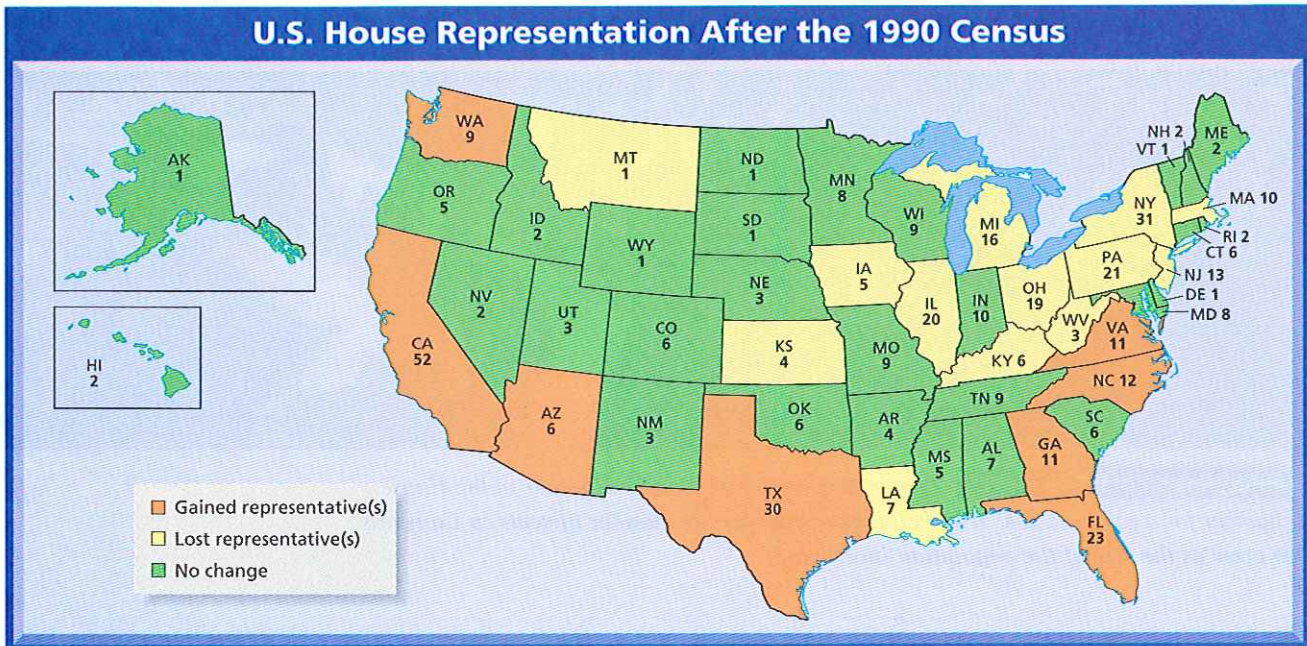 U.S. House Representation After the 1990 Census
AK
1
HI
2
WA
9
OR
5
CA
52
NV
2
ID
2
MT
1
WY
1
UT
3
AZ
6
CO
6
NM
3
ND
1
SD
1
NE
3
KS
4
OK
6
TX
30
MN
8
IA
5
MO
9
AR
4
LA
7
WI
9
IL
20
MS
5
MI
16
IN
10
KY 6
TN 9
AL
7
OH
19
WV
3
VA
11
NC 12
SC
6
GA
11
FL
23
PA
21
NY
31
NH 2
VT 1
ME
2
MA 10
RI 2
CT 6
NJ 13
DE 1
MD 8
Gained representative(s)
Lost representative(s)
No change